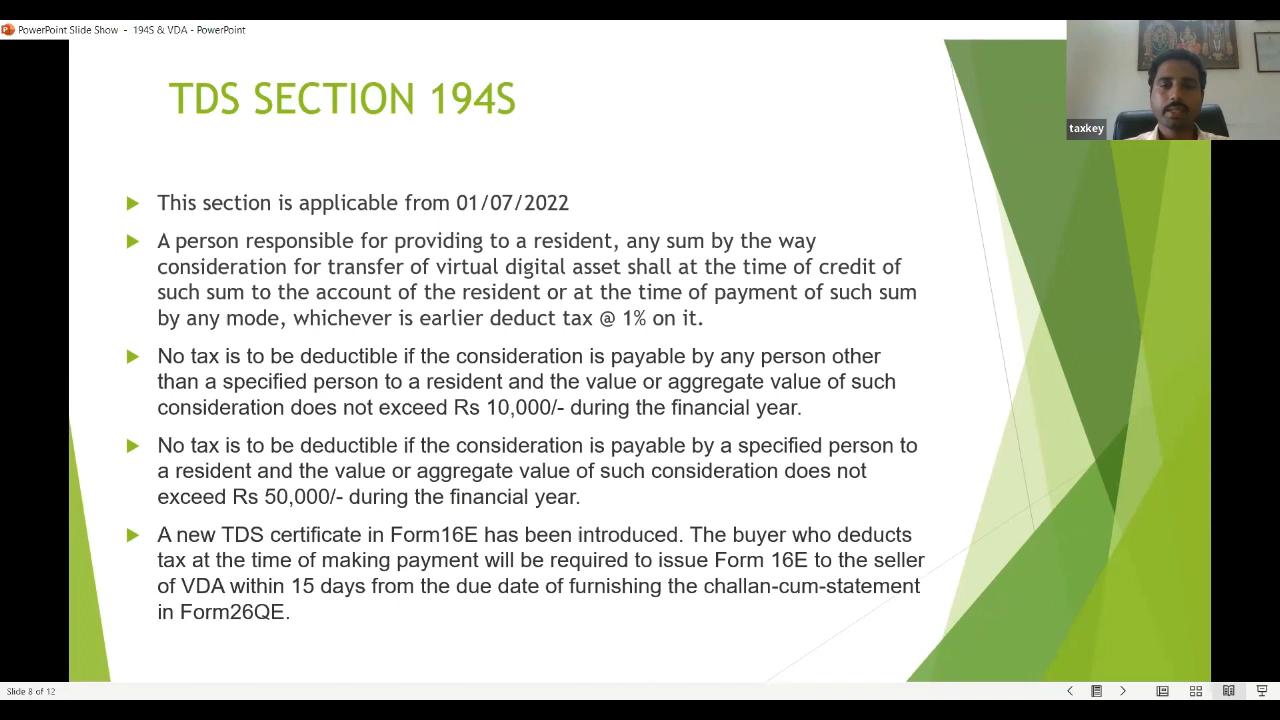 PowerPoint Slide Show - 194S & VDA - PowerPoint
taxkey
TDS SECTION 194S
This section is applicable from 01/07/2022
A person responsible for providing to a resident, any sum by the way
consideration for transfer of virtual digital asset shall at the time of credit of
such sum to the account of the resident or at the time of payment of such sum
by any mode, whichever is earlier deduct tax @ 1% on it.
No tax is to be deductible if the consideration is payable by any person other
than a specified person to a resident and the value or aggregate value of such
consideration does not exceed Rs 10,000/- during the financial year.
No tax is to be deductible if the consideration is payable by a specified person to
a resident and the value or aggregate value of such consideration does not
exceed Rs 50,000/- during the financial year.
A new TDS certificate in Form16E has been introduced. The buyer who deducts
tax at the time of making payment will be required to issue Form 16E to the seller
of VDA within 15 days from the due date of furnishing the challan-cum-statement
in Form26QE.
Slide 8 of 12